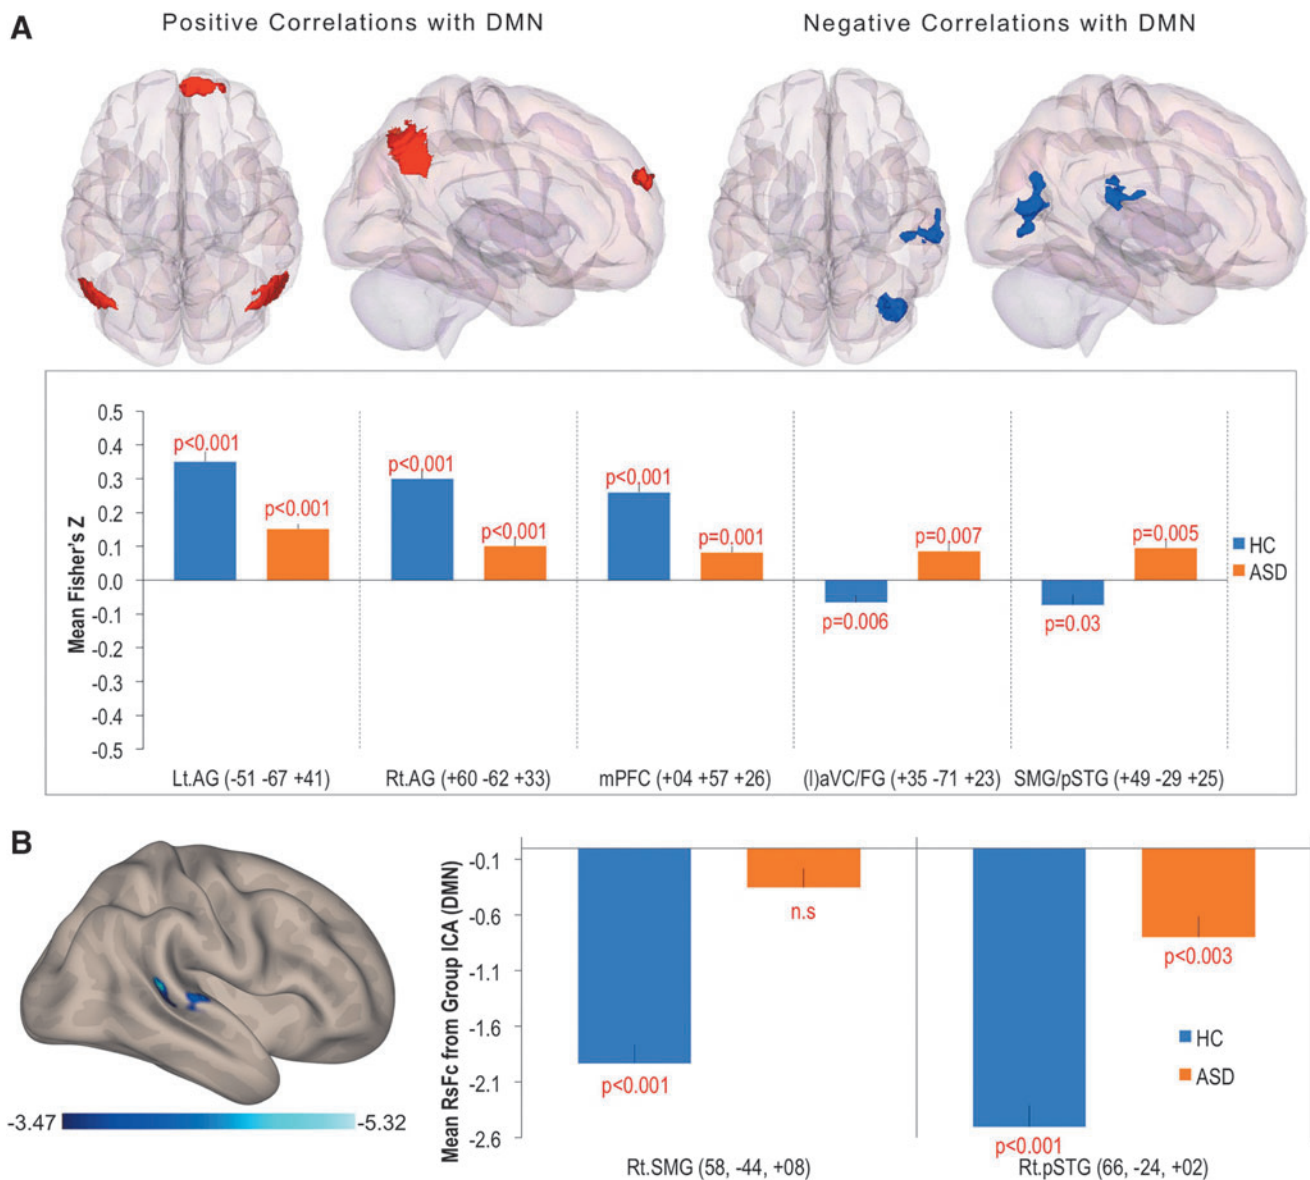 A
Positive Correlations with DMN
Negative Correlations with DMN
Mean Fisher's Z
0.5
0.4
0.3
0.2
0.1
0.0
-0.1
-0.2
-0.3
-0.4
-0.5
p<0.001
p<0.001
p<0.001
p<0.001
p<0.001
p=0.001
p=0.006
p=0.007
p=0.03
p=0.005
HC
ASD
Lt.AG (-51 -67 +41)
Rt.AG (+60 -62 +33)
mPFC (+04 +57 +26)
(l)aVC/FG (+35 -71 +23)
SMG/pSTG (+49 -29 +25)
B
-3.47
-5.32
Mean RsFc from Group ICA (DMN)
-0.1
-0.6
-1.1
-1.6
-2.1
-2.6
p<0.001
n.s
p<0.001
p<0.003
HC
ASD
Rt.SMG (58, -44, +08)
Rt.pSTG (66, -24, +02)